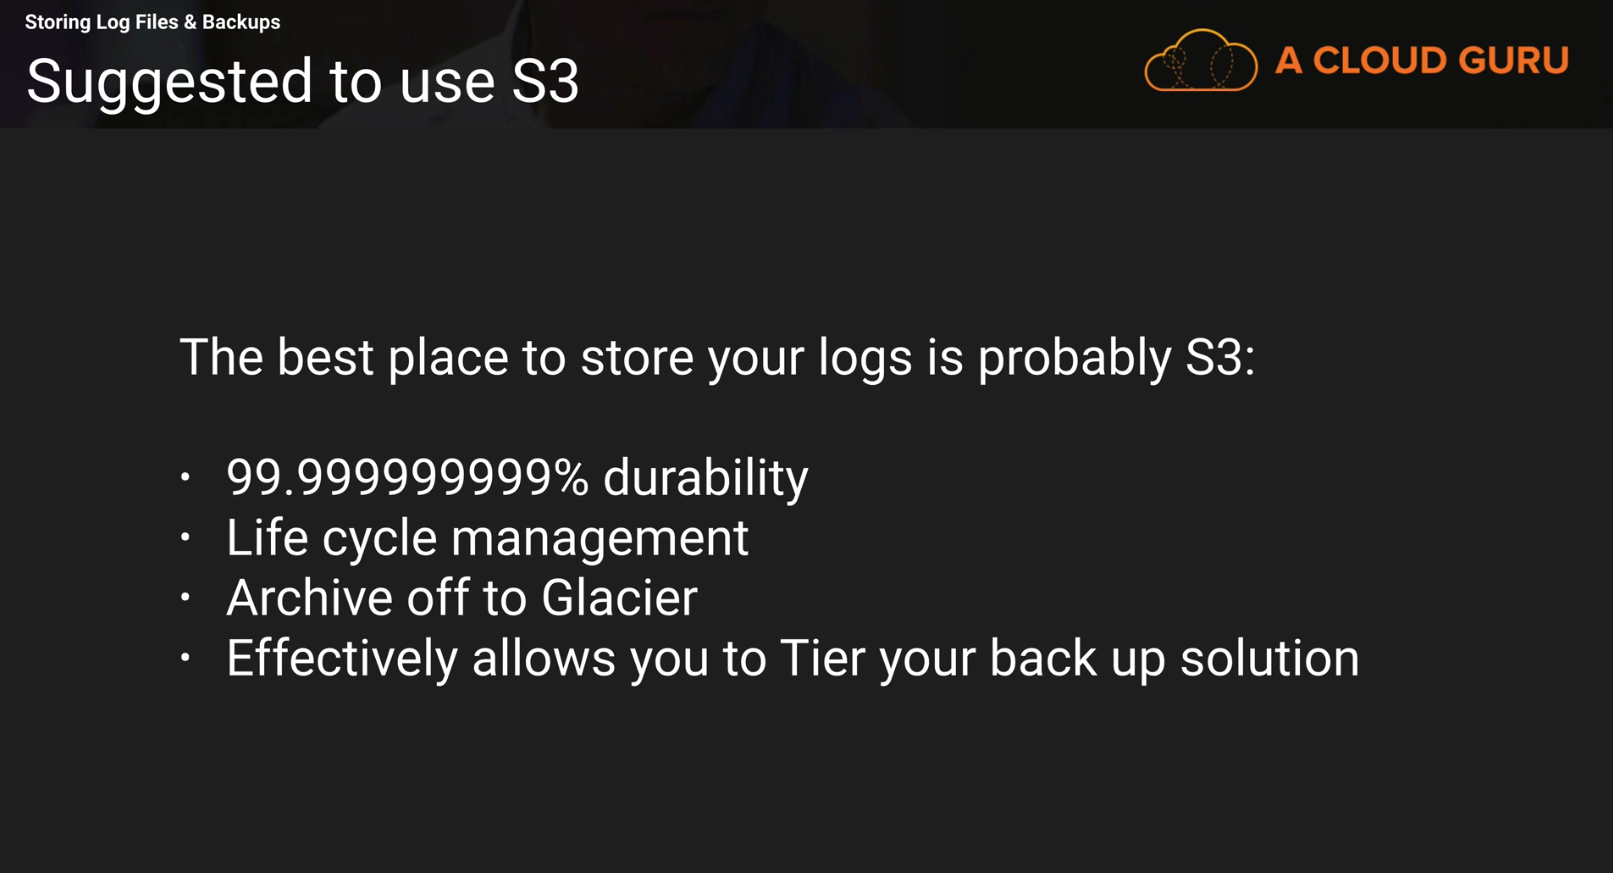 Storing Log Files & Backups
Suggested to use S3
A CLOUD GURU
The best place to store your logs is probably S3:
• 99.999999999% durability
• Life cycle management
• Archive off to Glacier
• Effectively allows you to Tier your back up solution